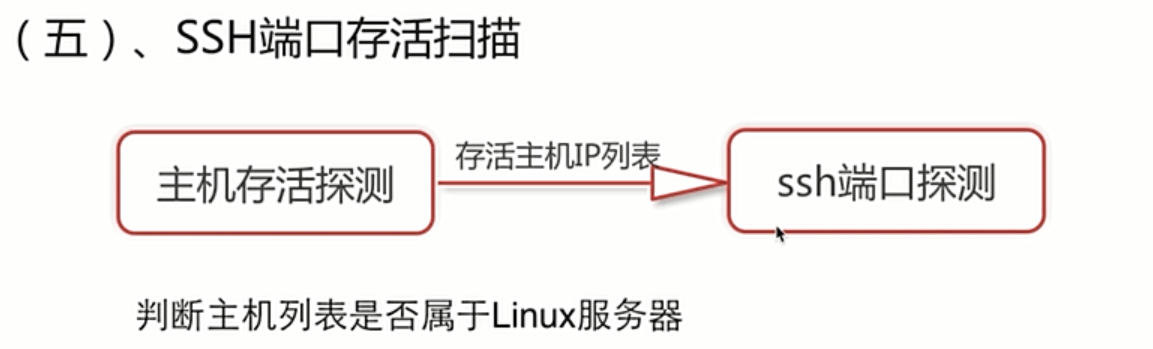 （五）、SSH端口存活扫描
存活主机IP列表
主机存活探测
ssh端口探测
判断主机列表是否属于Linux服务器